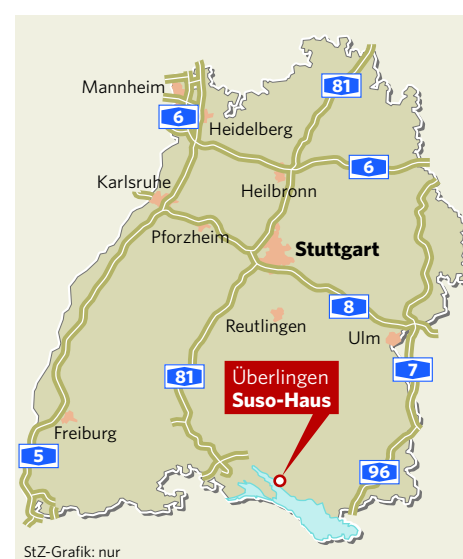 81
Mannheim
6
Heidelberg
6
Karlsruhe
Heilbronn
Pforzheim
Stuttgart
8
Reutlingen
Ulm
81
Überlingen
Suso-Haus
7
Freiburg
5
96
StZ-Grafik: nur